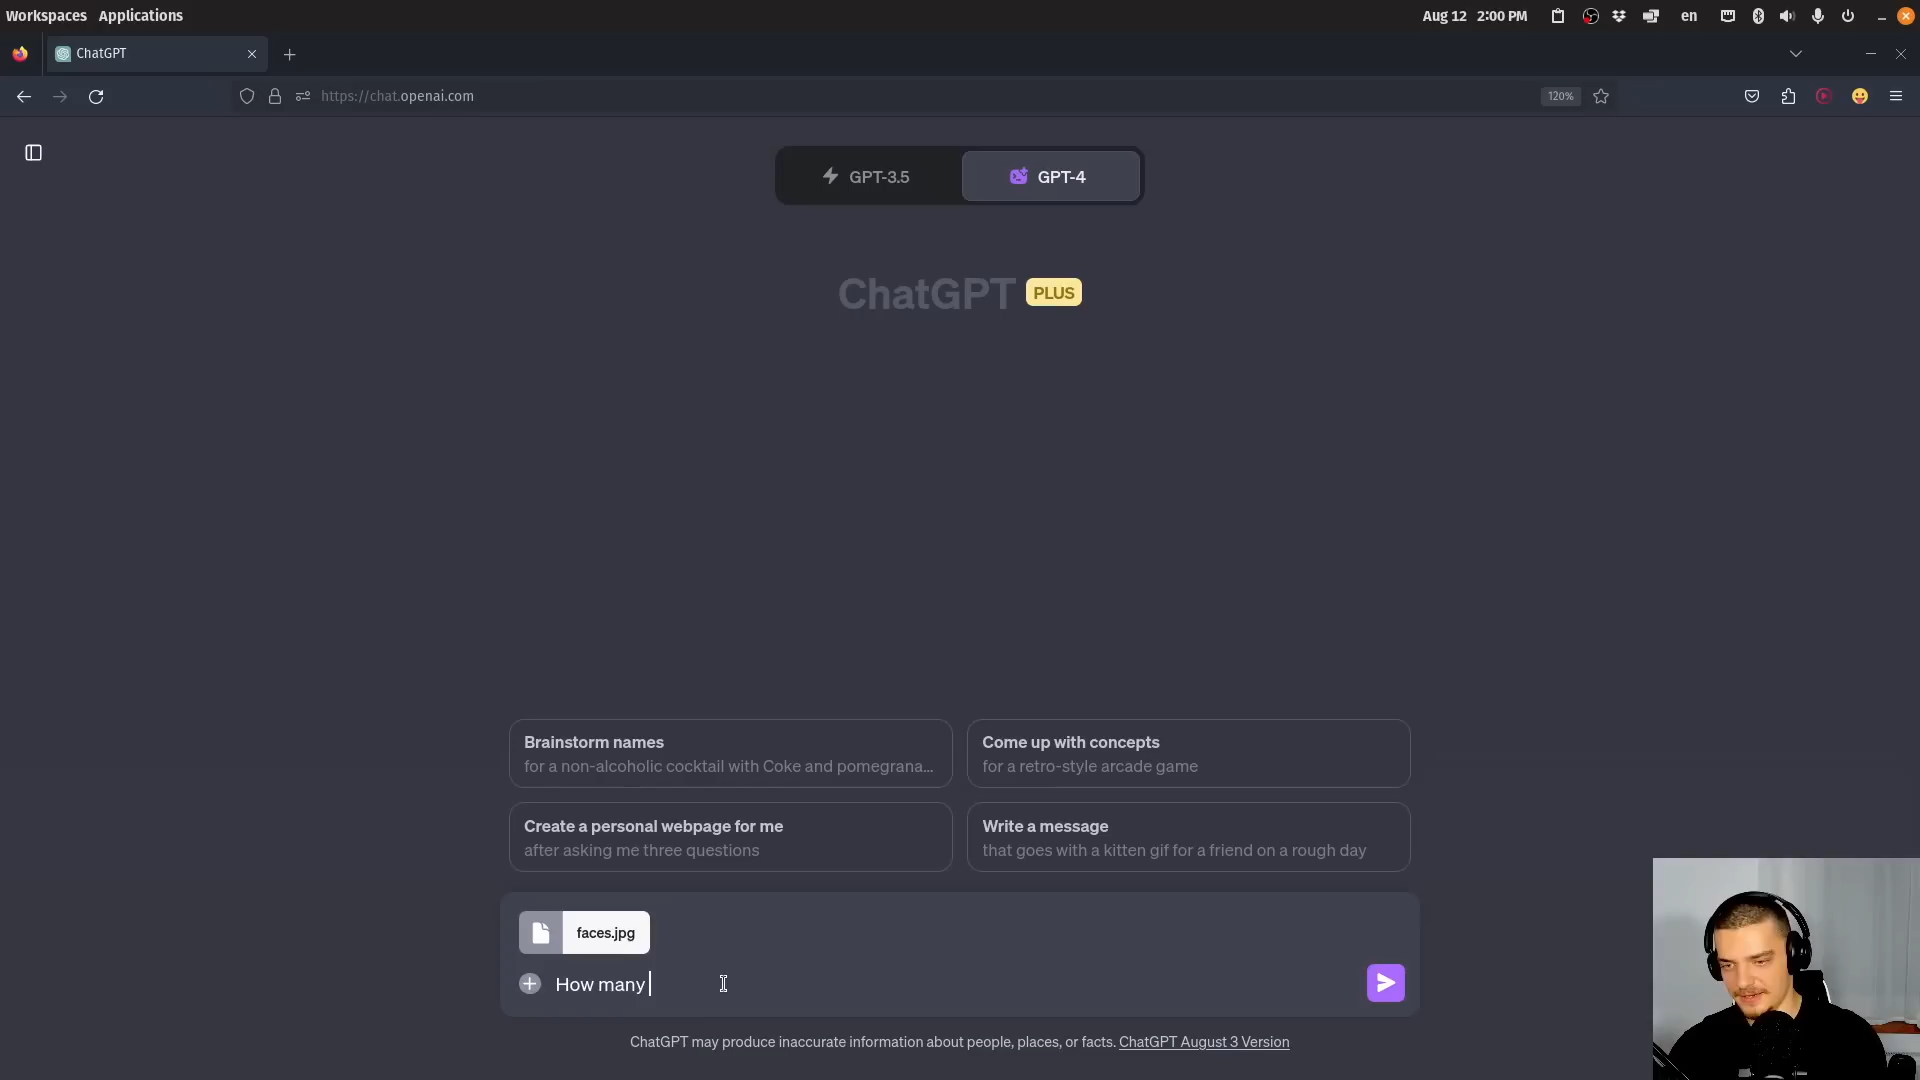 Workspaces Applications
Aug 12 2:00 PM
en
ChatGPT
https://chat.openai.com
120%
GPT-3.5
GPT-4
ChatGPT PLUS
Brainstorm names
for a non-alcoholic cocktail with Coke and pomegrana...
Come up with concepts
for a retro-style arcade game
Create a personal webpage for me
after asking me three questions
Write a message
that goes with a kitten gif for a friend on a rough day
faces.jpg
How many
ChatGPT may produce inaccurate information about people, places, or facts. ChatGPT August 3 Version